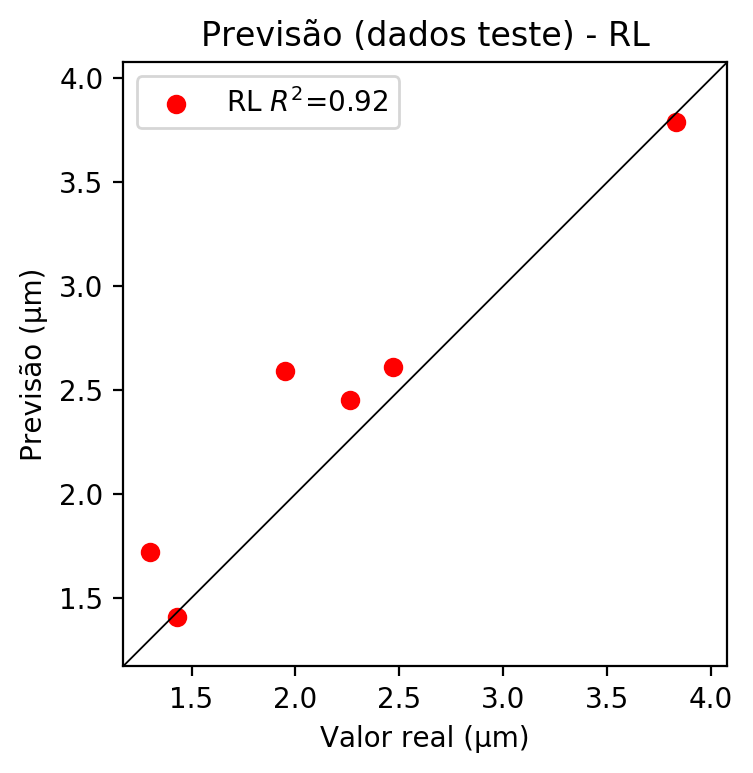 Previsão (dados teste) - RL
RL R²=0.92
4.0
3.5
3.0
2.5
2.0
1.5
Previsão (µm)
1.5 2.0 2.5 3.0 3.5 4.0
Valor real (µm)